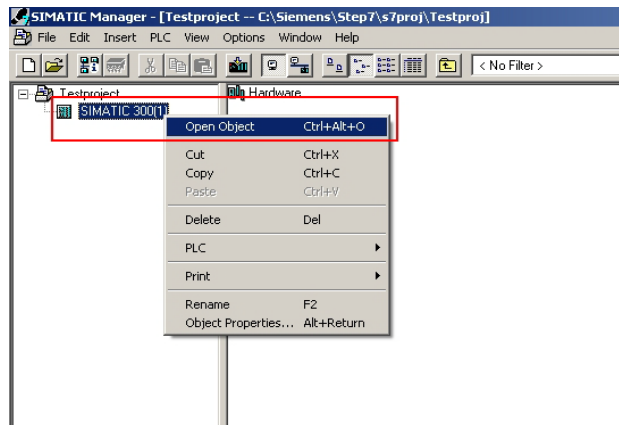 SIMATIC Manager - [Testproject -- C:\Siemens\Step7\s7proj\Testproj]
File Edit Insert PLC View Options Window Help
< No Filter >
Testproject Hardware
SIMATIC 300(1)
Open Object Ctrl+Alt+O
Cut Ctrl+X
Copy Ctrl+C
Paste Ctrl+V
Delete Del
PLC
Print
Rename F2
Object Properties... Alt+Return